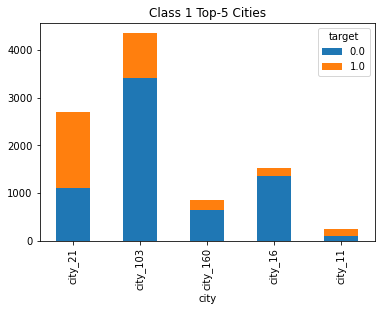 Class 1 Top-5 Cities
target
0.0
1.0
4000
3000
2000
1000
0
city_21
city_103
city_160
city_16
city_11
city